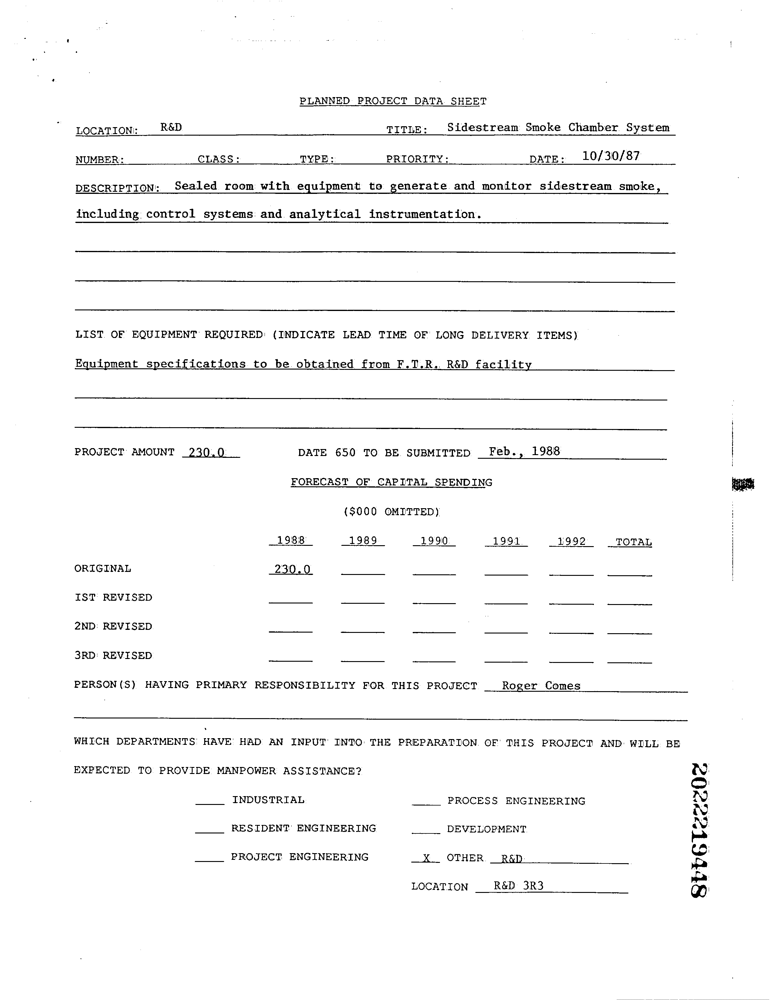 PLANNED PROJECT DATA SHEET
LOCATION: R&D TITLE: Sidestream Smoke Chamber System
NUMBER: CLASS: TYPE: PRIORITY: DATE: 10/30/87
DESCRIPTION: Sealed room with equipment to generate and monitor sidestream smoke,
including control systems and analytical instrumentation.
LIST OF EQUIPMENT REQUIRED (INDICATE LEAD TIME OF LONG DELIVERY ITEMS)
Equipment specifications to be obtained from F.T.R. R&D facility
PROJECT AMOUNT 230.0 DATE 650 TO BE SUBMITTED Feb., 1988
FORECAST OF CAPITAL SPENDING
($000 OMITTED)
1988 1989 1990 1991 1992 TOTAL
ORIGINAL 230.0
IST REVISED
2ND REVISED
3RD REVISED
PERSON(S) HAVING PRIMARY RESPONSIBILITY FOR THIS PROJECT Roger Comes
WHICH DEPARTMENTS HAVE HAD AN INPUT INTO THE PREPARATION OF THIS PROJECT AND WILL BE
EXPECTED TO PROVIDE MANPOWER ASSISTANCE?
INDUSTRIAL PROCESS ENGINEERING
RESIDENT ENGINEERING DEVELOPMENT
PROJECT ENGINEERING X OTHER R&D
LOCATION R&D 3R3
2022219448